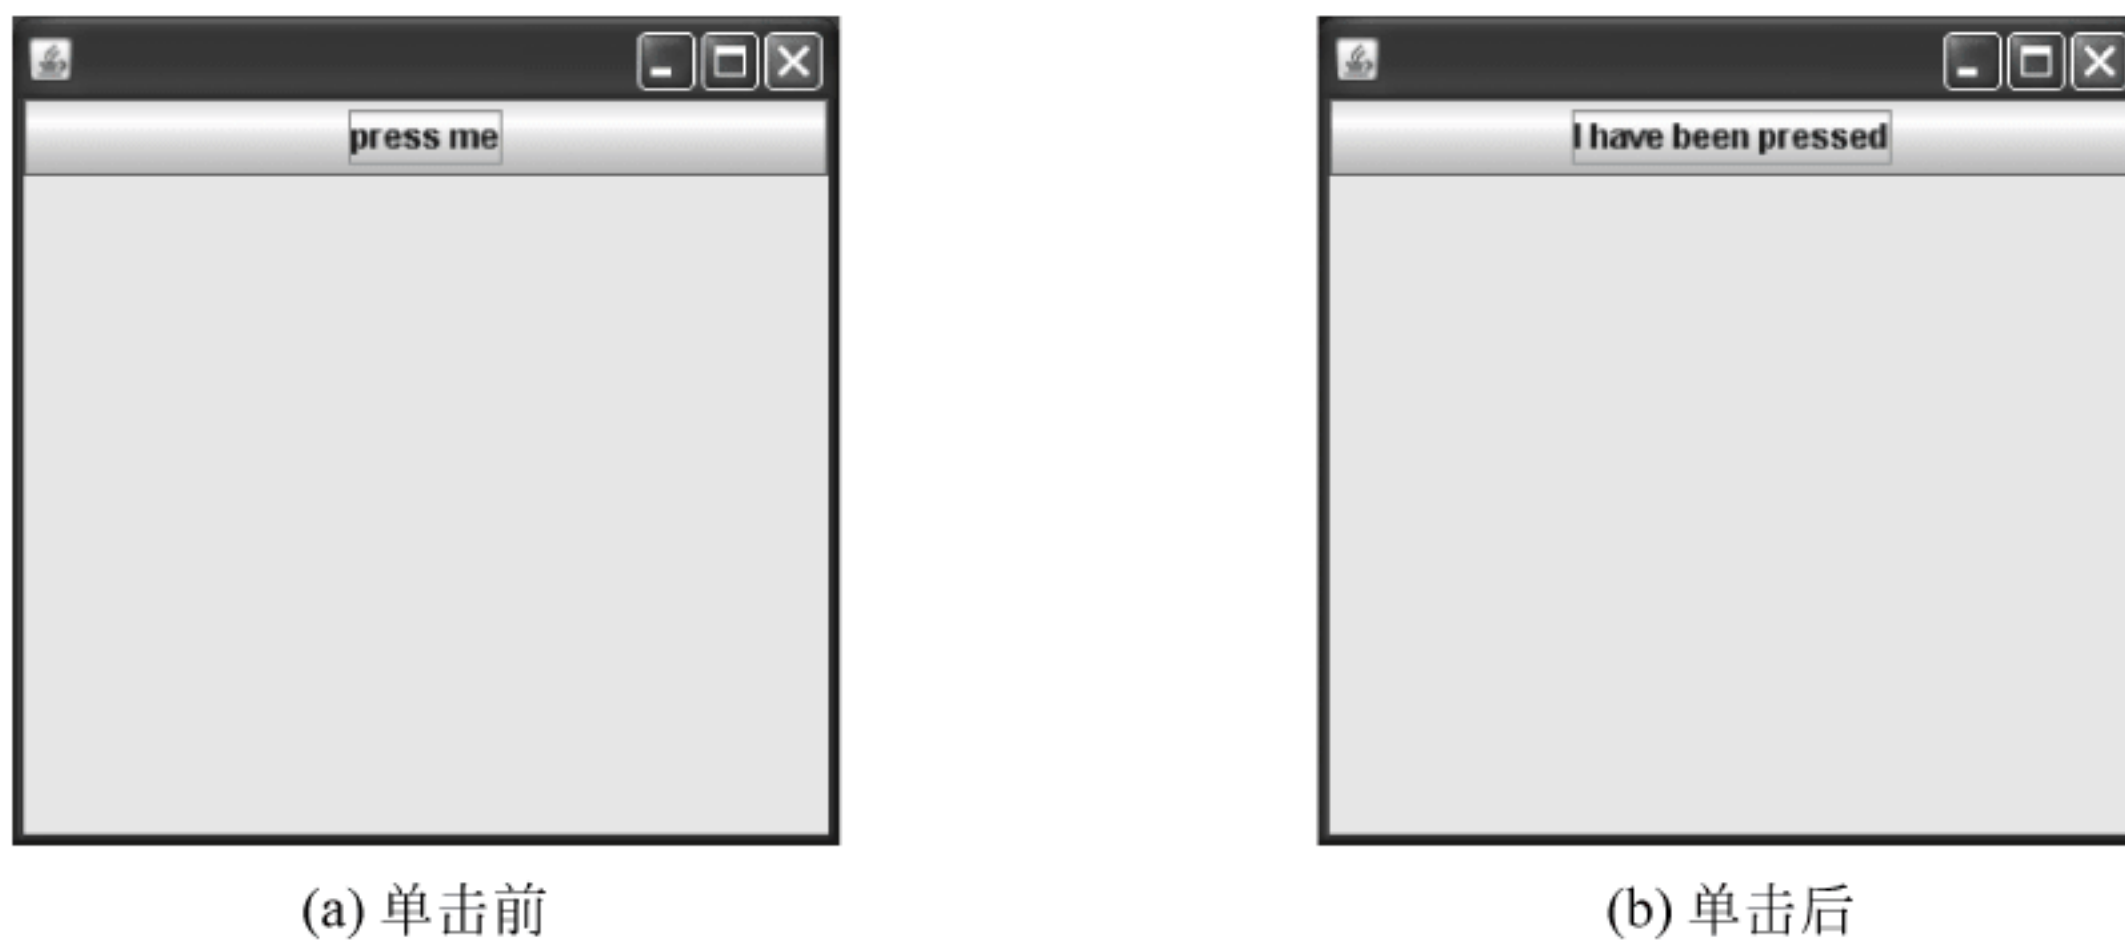 press me
I have been pressed
(a) 单击前
(b) 单击后